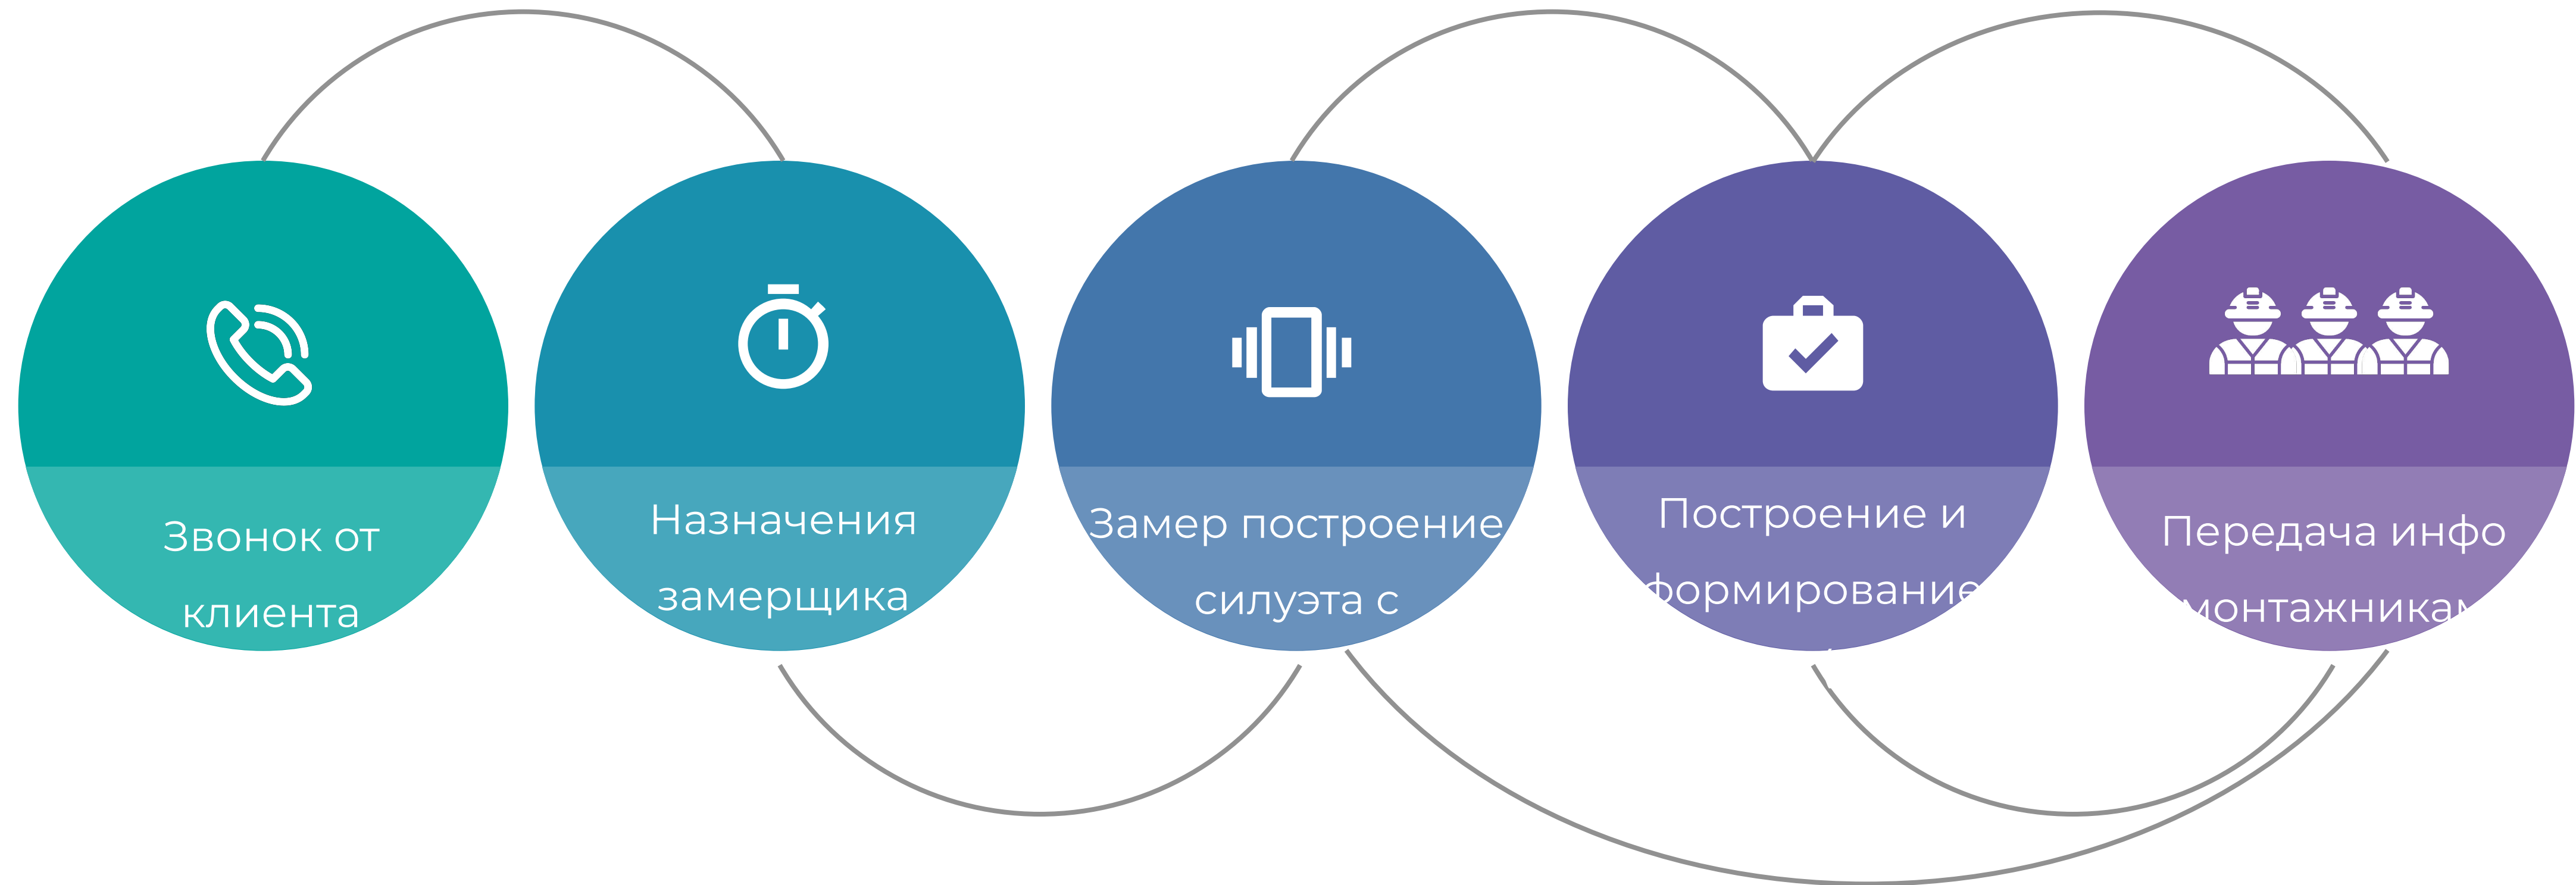 Звонок от
клиента
Назначения
замерщика
Замер построение
силуэта с
Построение и
формирование
Передача инфо
монтажникам